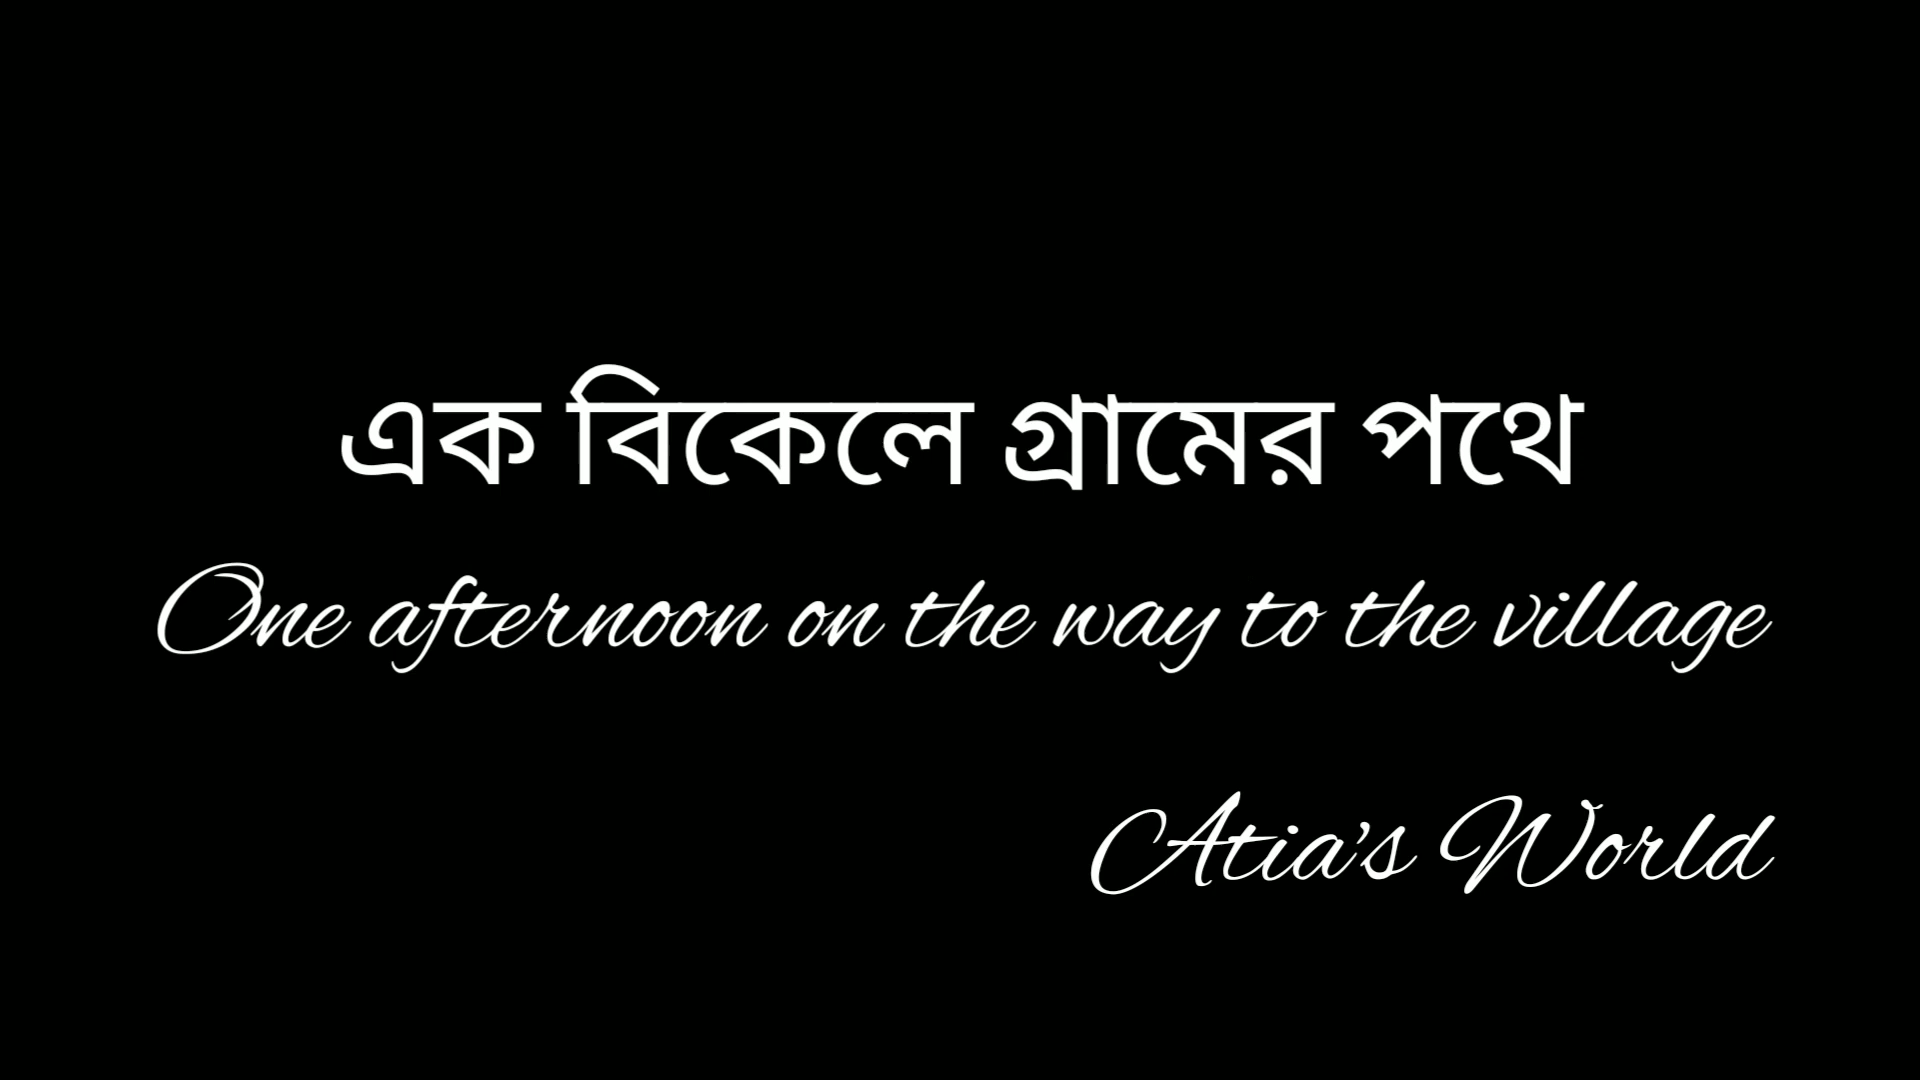 এক বিকেলে গ্রামের পথে
One afternoon on the way to the village
Atia's World